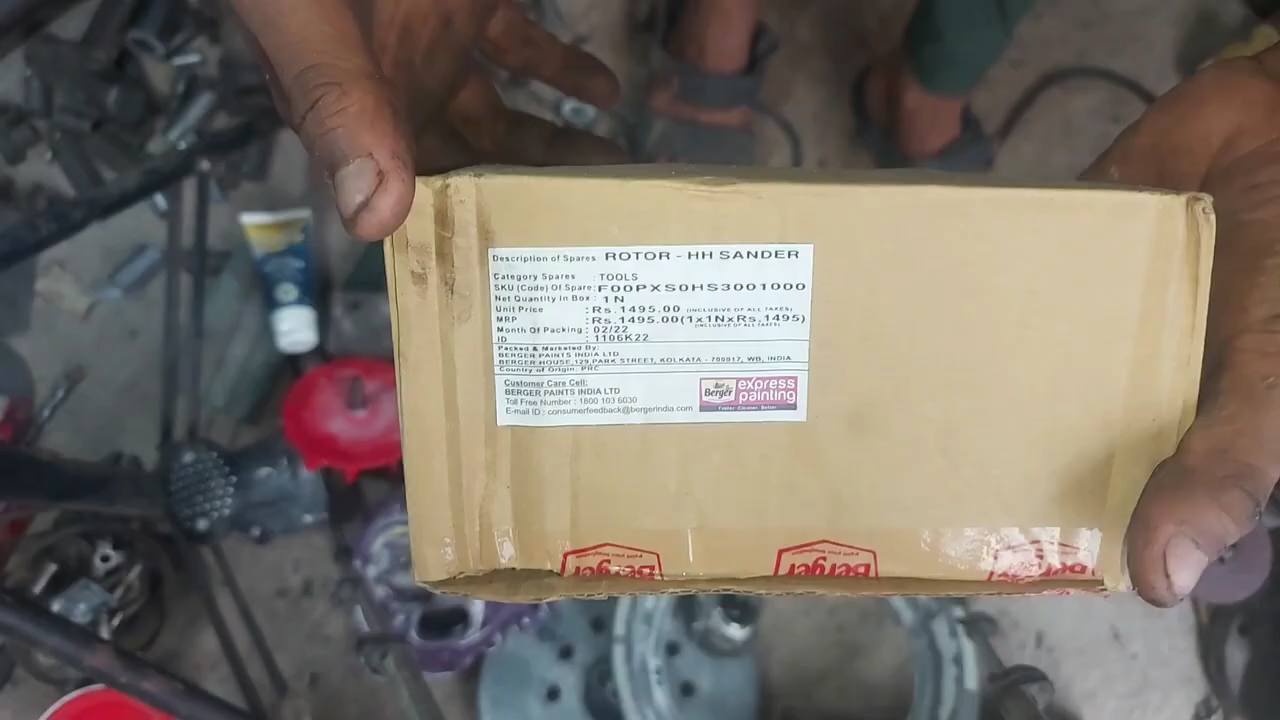 Description of Spares ROTOR - HH SANDER
Category Spares : TOOLS
SKU (Code) Of Spare: F00PXS0HS3001000
Net Quantity in Box : 1 N
Unit Price : Rs.1495.00 (INCLUSIVE OF ALL TAXES)
MRP : Rs.1495.00(1x1NxRs.1495)
(INCLUSIVE OF ALL TAXES)
Month Of Packing : 02/22
ID : 1106K22
Packed & Marketed By:
BERGER PAINTS INDIA LTD
BERGER HOUSE,129,PARK STREET, KOLKATA - 700017, WB, INDIA
Country of Origin: PRC
Customer Care Cell:
BERGER PAINTS INDIA LTD
Toll Free Number : 1800 103 6030
E-mail ID : consumerfeedback@bergerindia.com
Berger
express
painting
Faster Cleaner Better
Berger Berger Berger